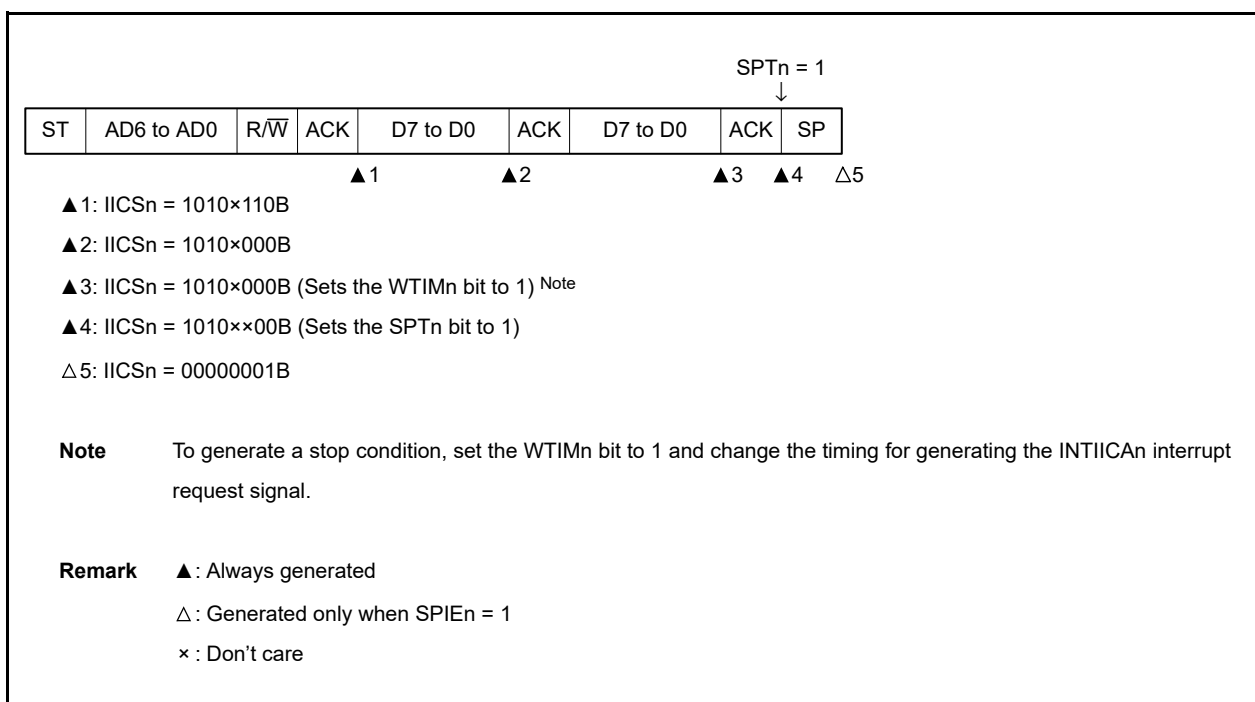 SPTn = 1
↓
ST AD6 to AD0 R/W̅ ACK D7 to D0 ACK D7 to D0 ACK SP
▲1 ▲2 ▲3 ▲4 △5
▲1: IICSn = 1010×110B
▲2: IICSn = 1010×000B
▲3: IICSn = 1010×000B (Sets the WTIMn bit to 1) Note
▲4: IICSn = 1010××00B (Sets the SPTn bit to 1)
△5: IICSn = 00000001B
Note To generate a stop condition, set the WTIMn bit to 1 and change the timing for generating the INTIICAn interrupt
request signal.
Remark ▲: Always generated
△: Generated only when SPIEn = 1
×: Don't care